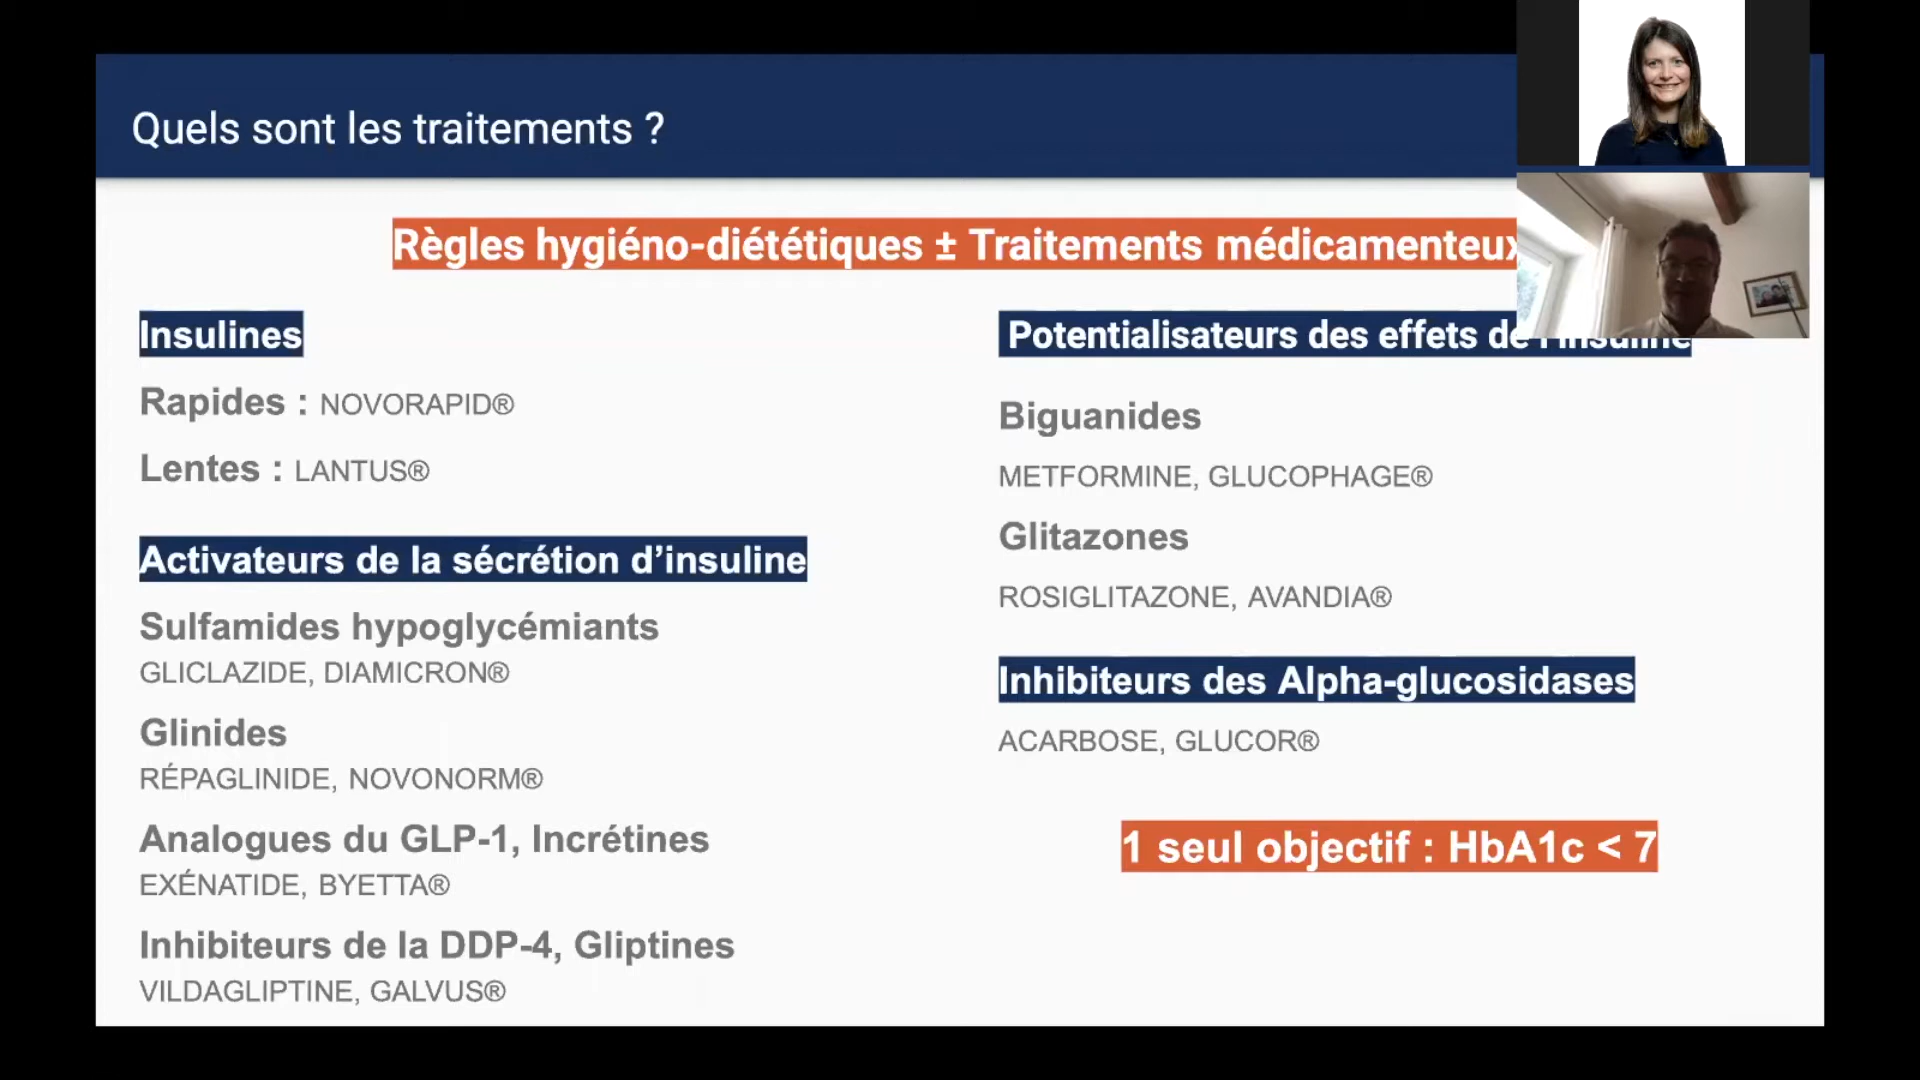 Quels sont les traitements ?
Règles hygiéno-diététiques ± Traitements médicamenteux
Insulines
Rapides : NOVORAPID®
Lentes : LANTUS®
Activateurs de la sécrétion d’insuline
Sulfamides hypoglycémiants
GLICLAZIDE, DIAMICRON®
Glinides
RÉPAGLINIDE, NOVONORM®
Analogues du GLP-1, Incrétines
EXÉNATIDE, BYETTA®
Inhibiteurs de la DDP-4, Gliptines
VILDAGLIPTINE, GALVUS®
Potentialisateurs des effets de l'insuline
Biguanides
METFORMINE, GLUCOPHAGE®
Glitazones
ROSIGLITAZONE, AVANDIA®
Inhibiteurs des Alpha-glucosidases
ACARBOSE, GLUCOR®
1 seul objectif : HbA1c < 7